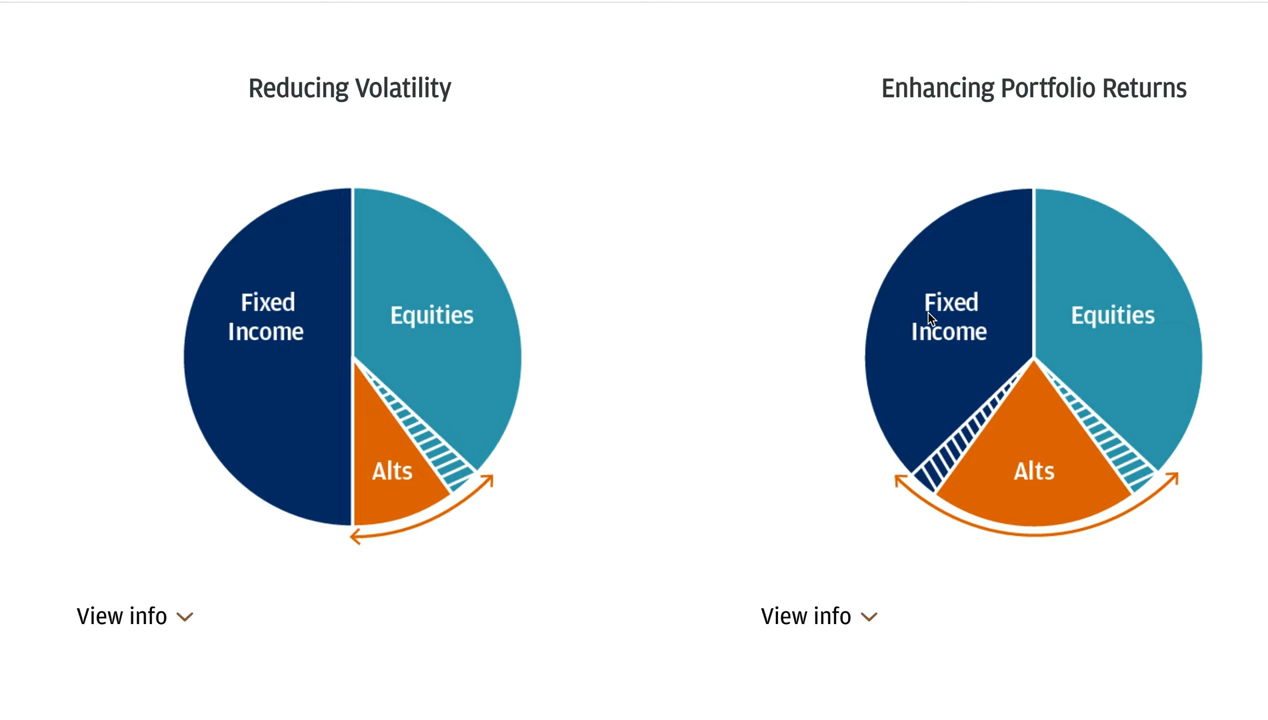 Reducing Volatility
Fixed
Income
Equities
Alts
View info
Enhancing Portfolio Returns
Fixed
Income
Equities
Alts
View info